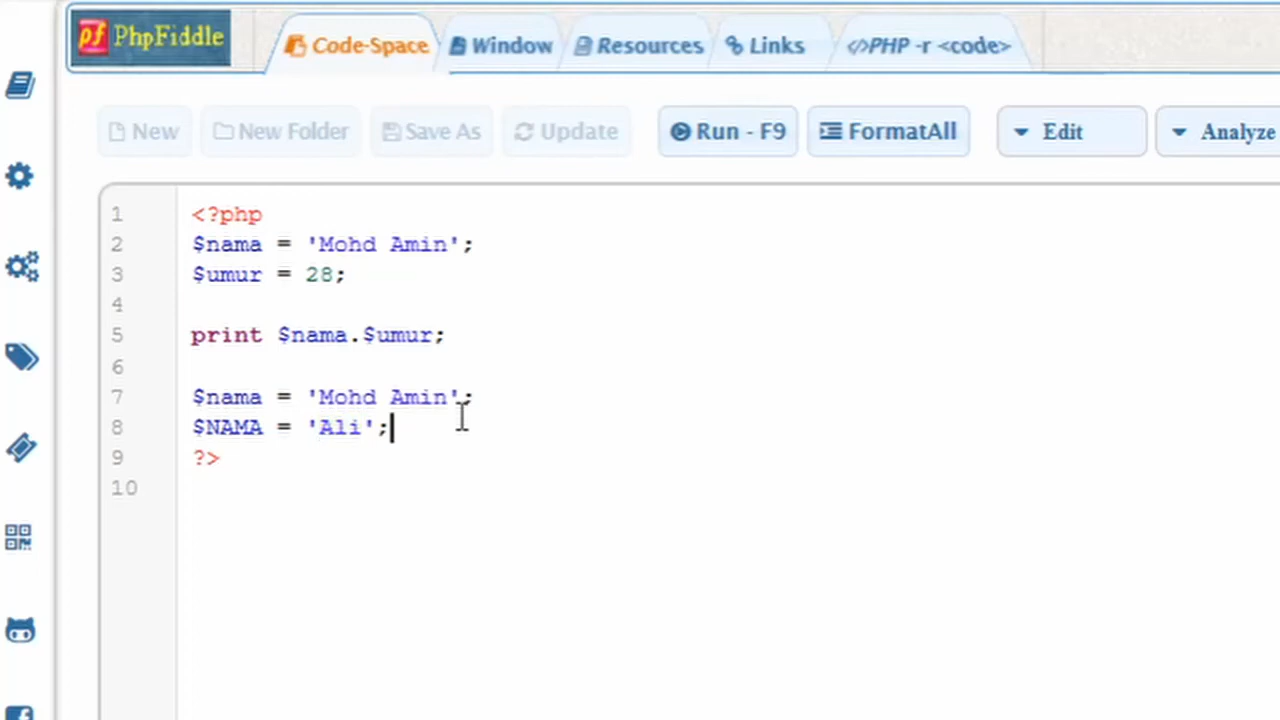 pf PhpFiddle
Code-Space
Window
Resources
Links
</>PHP -r <code>
New
New Folder
Save As
Update
Run - F9
FormatAll
Edit
Analyze
1 <?php
2 $nama = 'Mohd Amin';
3 $umur = 28;
4
5 print $nama.$umur;
6
7 $nama = 'Mohd Amin';
8 $NAMA = 'Ali';
9 ?>
10